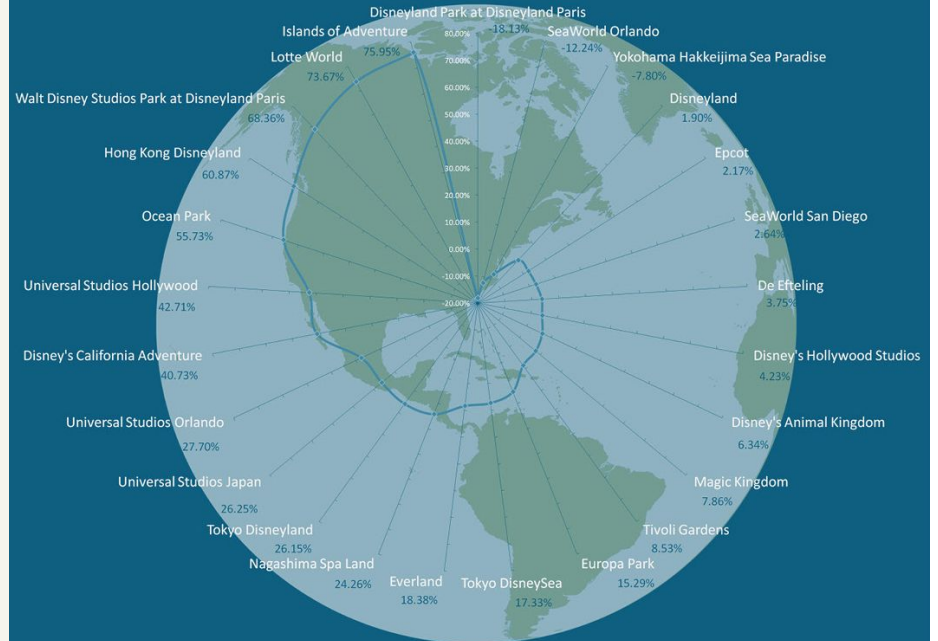 Disneyland Park at Disneyland Paris
-18.13%
SeaWorld Orlando
-12.24%
Yokohama Hakkeijima Sea Paradise
-7.80%
Disneyland
1.90%
Epcot
2.17%
SeaWorld San Diego
2.64%
De Efteling
3.75%
Disney's Hollywood Studios
4.23%
Disney's Animal Kingdom
6.34%
Magic Kingdom
7.86%
Tivoli Gardens
8.53%
Europa Park
15.29%
Tokyo DisneySea
17.33%
Everland
18.38%
Nagashima Spa Land
24.26%
Tokyo Disneyland
26.15%
Universal Studios Japan
26.25%
Universal Studios Orlando
27.70%
Disney's California Adventure
40.73%
Universal Studios Hollywood
42.71%
Ocean Park
55.73%
Hong Kong Disneyland
60.87%
Walt Disney Studios Park at Disneyland Paris
68.36%
Lotte World
73.67%
Islands of Adventure
75.95%
80.00%
70.00%
60.00%
50.00%
40.00%
30.00%
20.00%
10.00%
0.00%
-10.00%
-20.00%